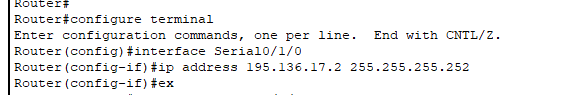 Router#
Router#configure terminal
Enter configuration commands, one per line.  End with CNTL/Z.
Router(config)#interface Serial0/1/0
Router(config-if)#ip address 195.136.17.2 255.255.255.252
Router(config-if)#ex